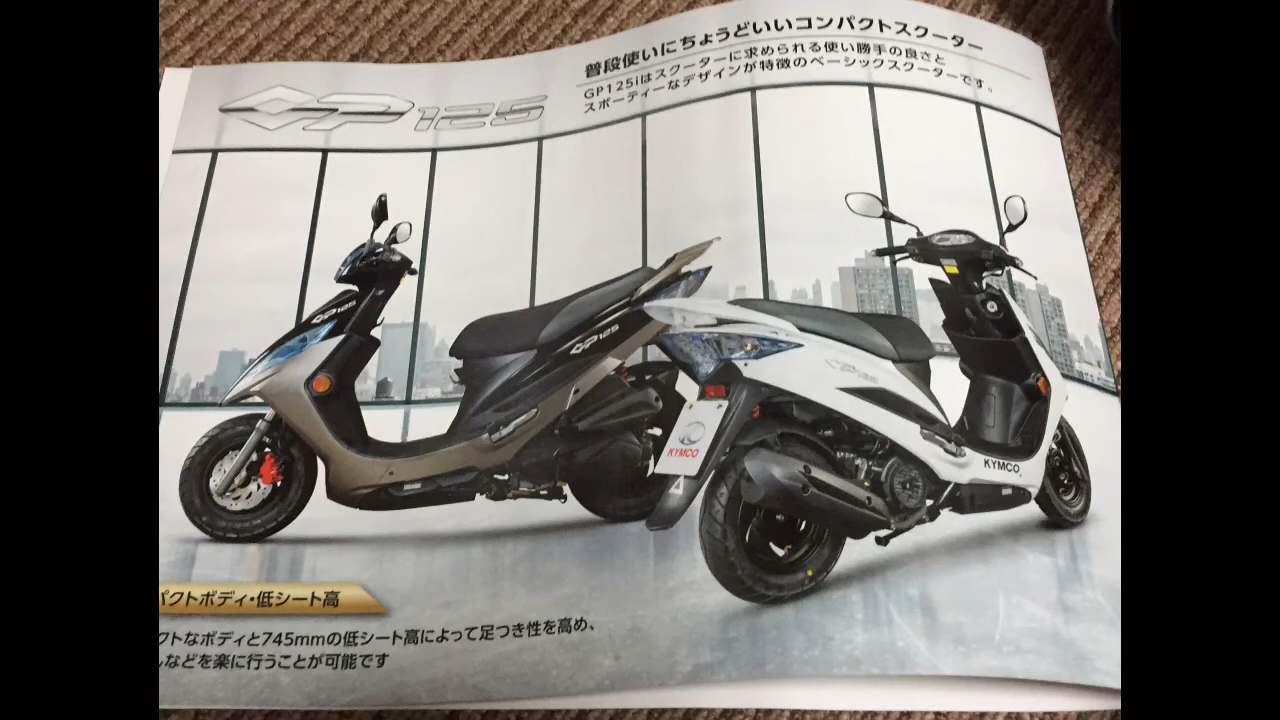 普段使いにちょうどいいコンパクトスクーター
GP125iはスクーターに求められる使い勝手の良さと
スポーティーなデザインが特徴のベーシックスクーターです。
GP125
GP125
GP125
GP125
KYMCO
KYMCO
パクトボディ・低シート高
クトなボディと745mmの低シート高によって足つき性を高め、
などを楽に行うことが可能です